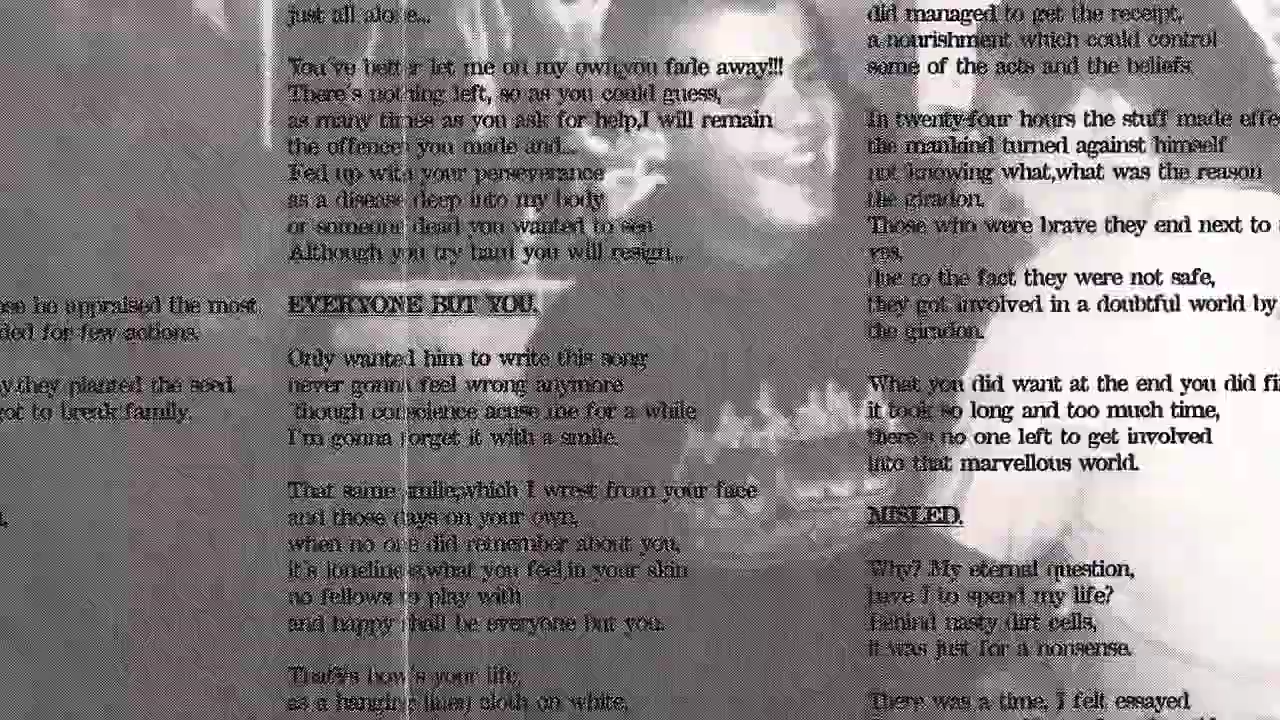 se he appraised the most
ded for few actions.
y.they planted the seed
got to break family.
just all alone...
You've better let me on my own,you fade away!!!
There's nothing left, so as you could guess,
as many times as you ask for help,I will remain
the offence you made and...
Fed up with your perseverance
as a disease deep into my body
or someone dead you wanted to
Although you try hard you will resign...
EVERYONE BUT YOU.
Only wanted him to write this song
never gonna feel wrong anymore
though conscience acuse me for a while
I'm gonna forget it with a smile.
That same smile,which I wrest from your face
and those days on your own,
when no one did remember about you,
it's loneliness what you feel,in your skin
no fellows to play with
and happy shall be everyone but you.
how's your life,
as a hanging linen cloth on white,
did managed to get the receipt,
a nourishment which could control
some of the acts and the beliefs
In twenty-four hours the stuff made effe
the mankind turned against himself
not knowing what,what was the reason
the giradon.
Those who were brave they end next to
yes,
due to the fact they were not safe,
they got involved in a doubtful world by
the giradon.
What you did want at the end you did fi
it took so long and too much time,
there's no one left to get involved
into that marvellous world.
MISLED.
Why? My eternal question,
have I to spend my life?
Behind nasty dirt cells,
it was just for a nonsense.
There was a time, I felt essayed